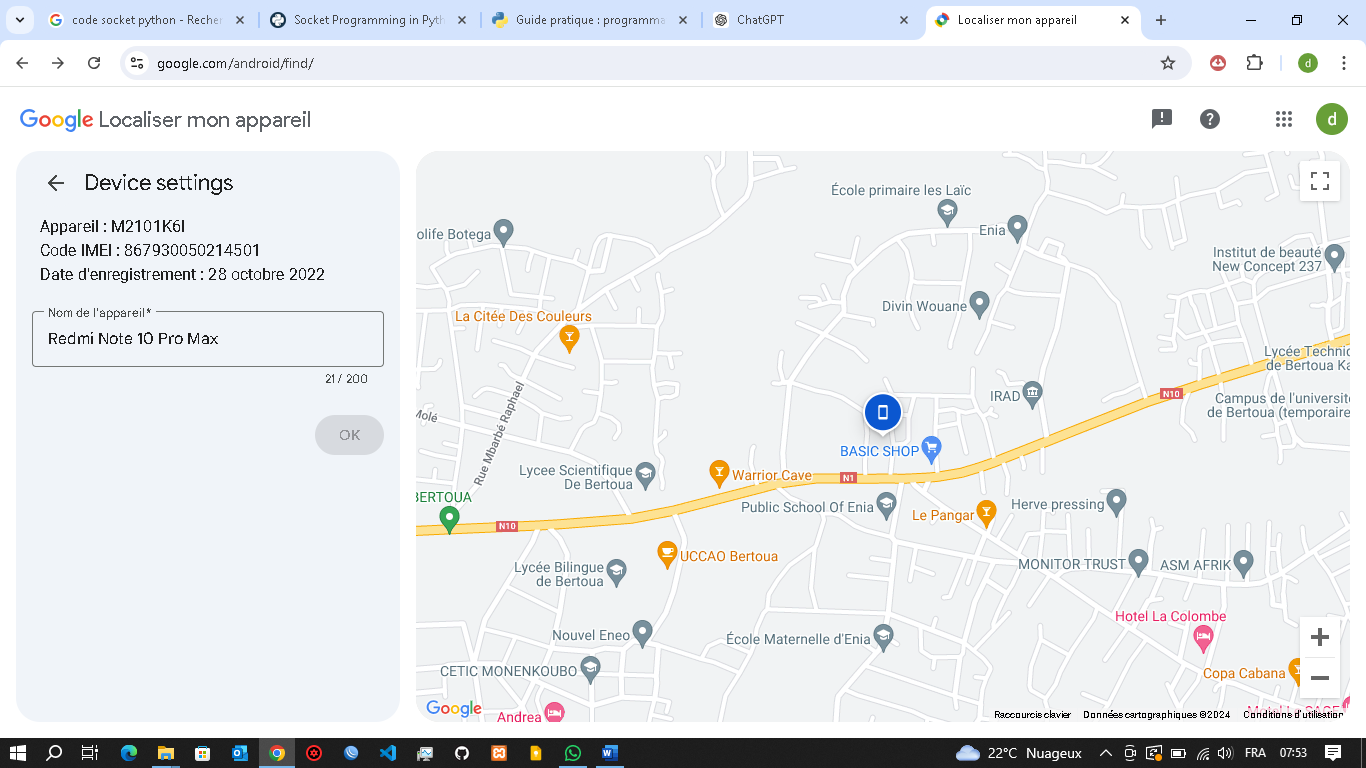 code socket python - Recher
Socket Programming in Pyth
Guide pratique : programma
ChatGPT
Localiser mon appareil
google.com/android/find/
d
Google Localiser mon appareil
d
Device settings
Appareil : M2101K6I
Code IMEI : 867930050214501
Date d'enregistrement : 28 octobre 2022
Nom de l'appareil*
Redmi Note 10 Pro Max
21 / 200
OK
École primaire les Laïc
olife Botega
Enia
Institut de beauté
New Concept 237
Divin Wouane
La Citée Des Couleurs
Lycée Technic
de Bertoua Ka
N10
IRAD
Campus de l'universite
de Bertoua (temporaire
Molé
Rue Mbarbé Raphael
BASIC SHOP
Lycee Scientifique
De Bertoua
Warrior Cave
N1
BERTOUA
Public School Of Enia
Le Pangar
Herve pressing
N10
UCCAO Bertoua
Lycée Bilingue
de Bertoua
MONITOR TRUST
ASM AFRIK
Hotel La Colombe
Nouvel Eneo
École Maternelle d'Enia
CETIC MONENKOUBO
Copa Cabana
Google
Andrea
Raccourcis clavier
Données cartographiques ©2024
Conditions d'utilisation
22°C Nuageux
FRA
07:53